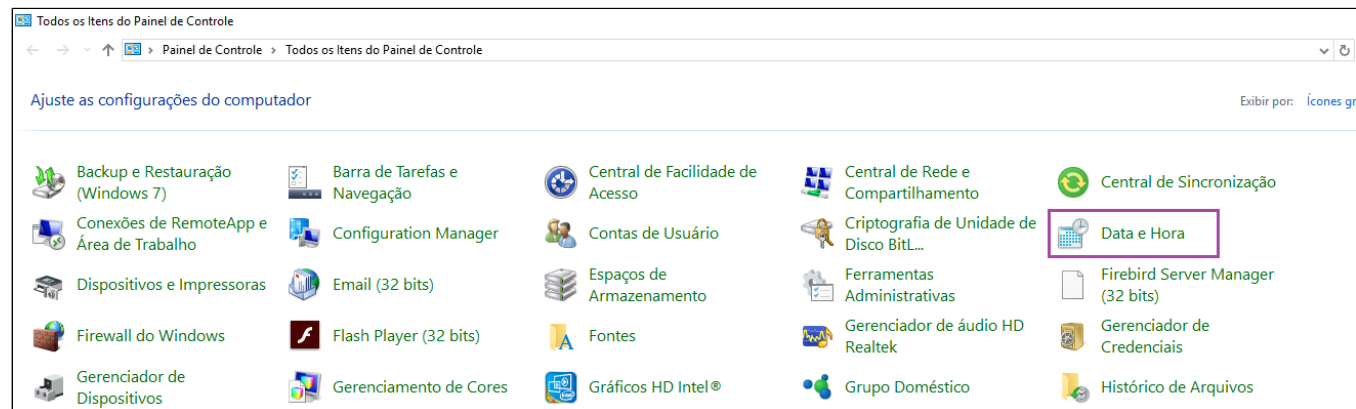 Todos os Itens do Painel de Controle
Painel de Controle > Todos os Itens do Painel de Controle
Ajuste as configurações do computador
Exibir por: Ícones gr
Backup e Restauração
(Windows 7)
Barra de Tarefas e
Navegação
Central de Facilidade de
Acesso
Central de Rede e
Compartilhamento
Central de Sincronização
Conexões de RemoteApp e
Área de Trabalho
Configuration Manager
Contas de Usuário
Criptografia de Unidade de
Disco BitL...
Data e Hora
Dispositivos e Impressoras
Email (32 bits)
Espaços de
Armazenamento
Ferramentas
Administrativas
Firebird Server Manager
(32 bits)
Firewall do Windows
Flash Player (32 bits)
Fontes
Gerenciador de áudio HD
Realtek
Gerenciador de
Credenciais
Gerenciador de
Dispositivos
Gerenciamento de Cores
Gráficos HD Intel®
Grupo Doméstico
Histórico de Arquivos